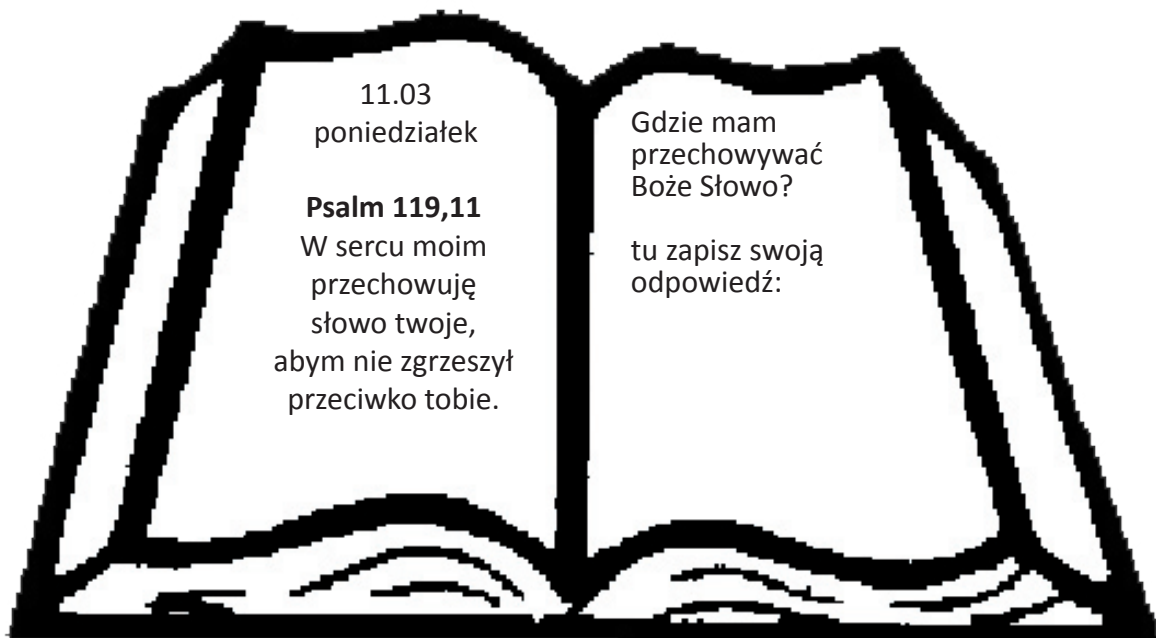 11.03
poniedziałek
Psalm 119,11
W sercu moim
przechowuję
słowo twoje,
abym nie zgrzeszył
przeciwko tobie.
Gdzie mam
przechowywać
Boże Słowo?
tu zapisz swoją
odpowiedź: